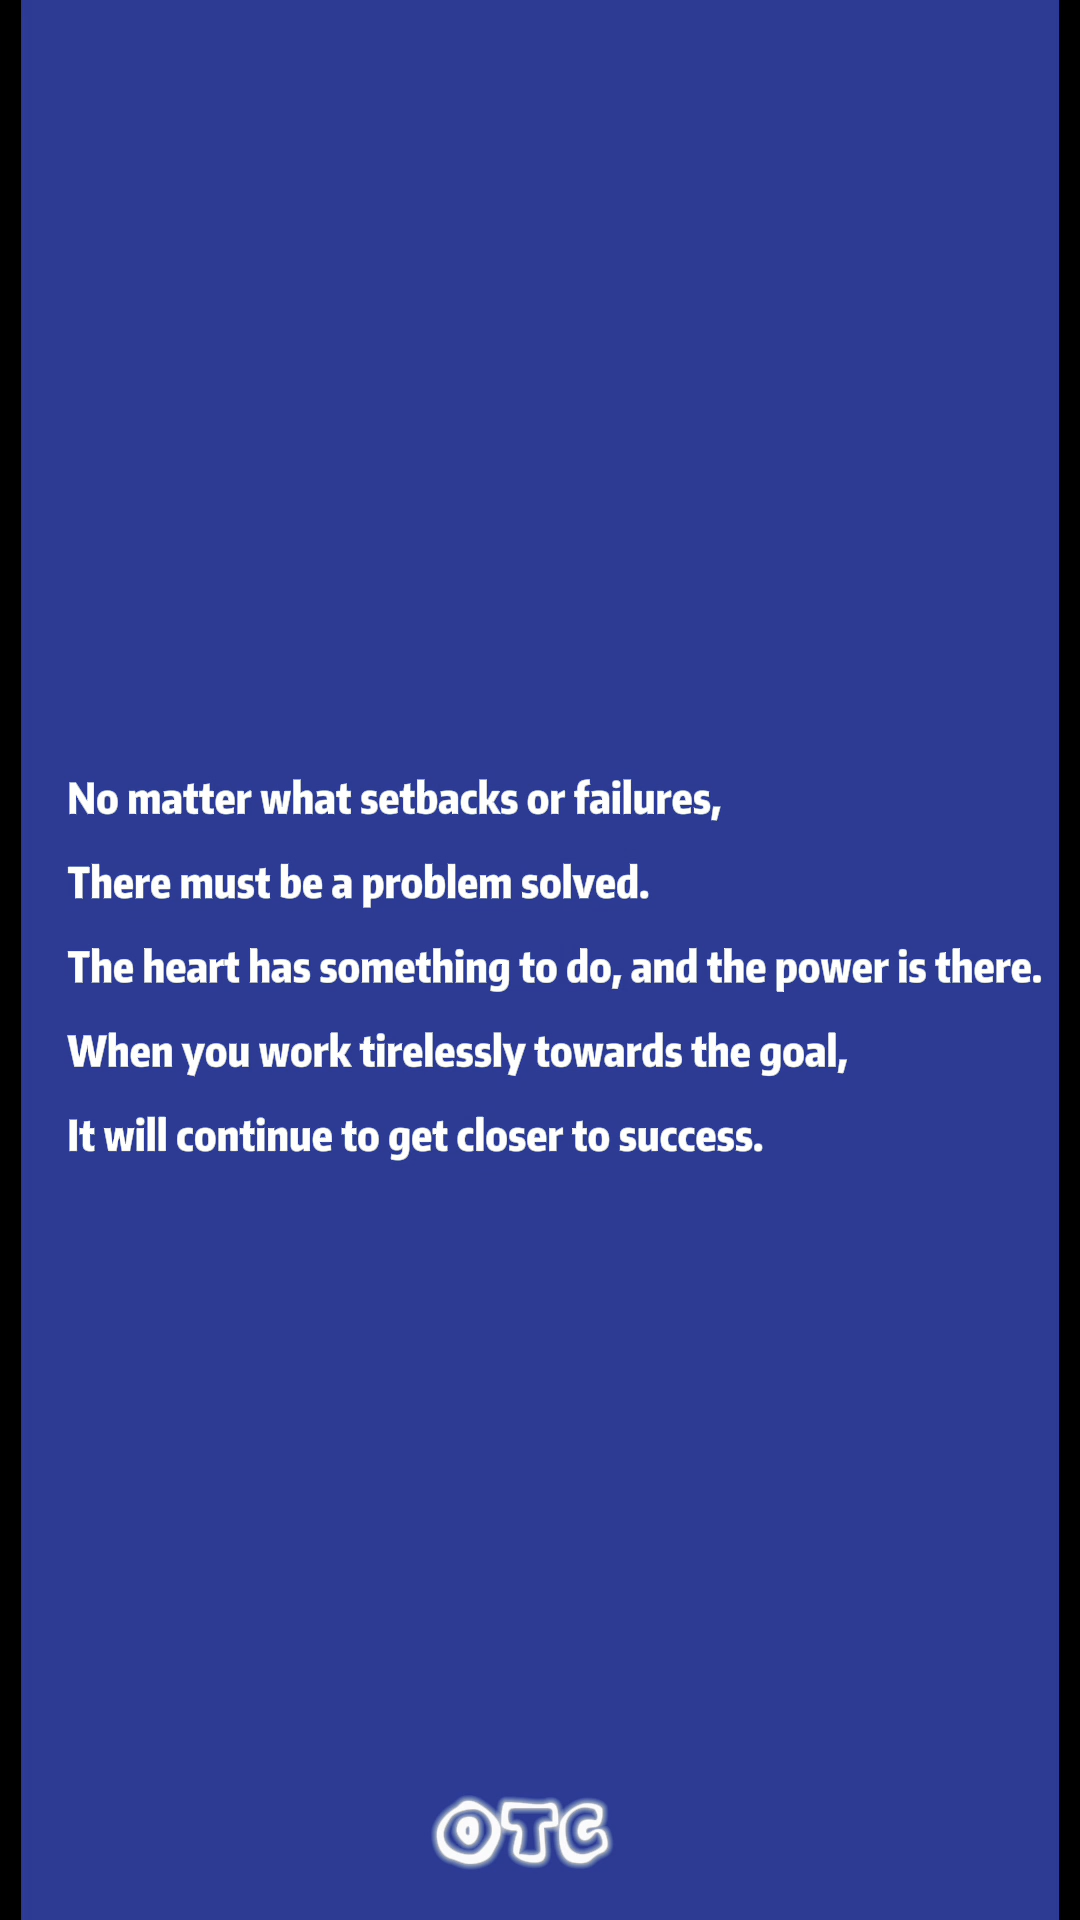 No matter what setbacks or failures,
There must be a problem solved.
The heart has something to do, and the power is there.
When you work tirelessly towards the goal,
It will continue to get closer to success.
OTC